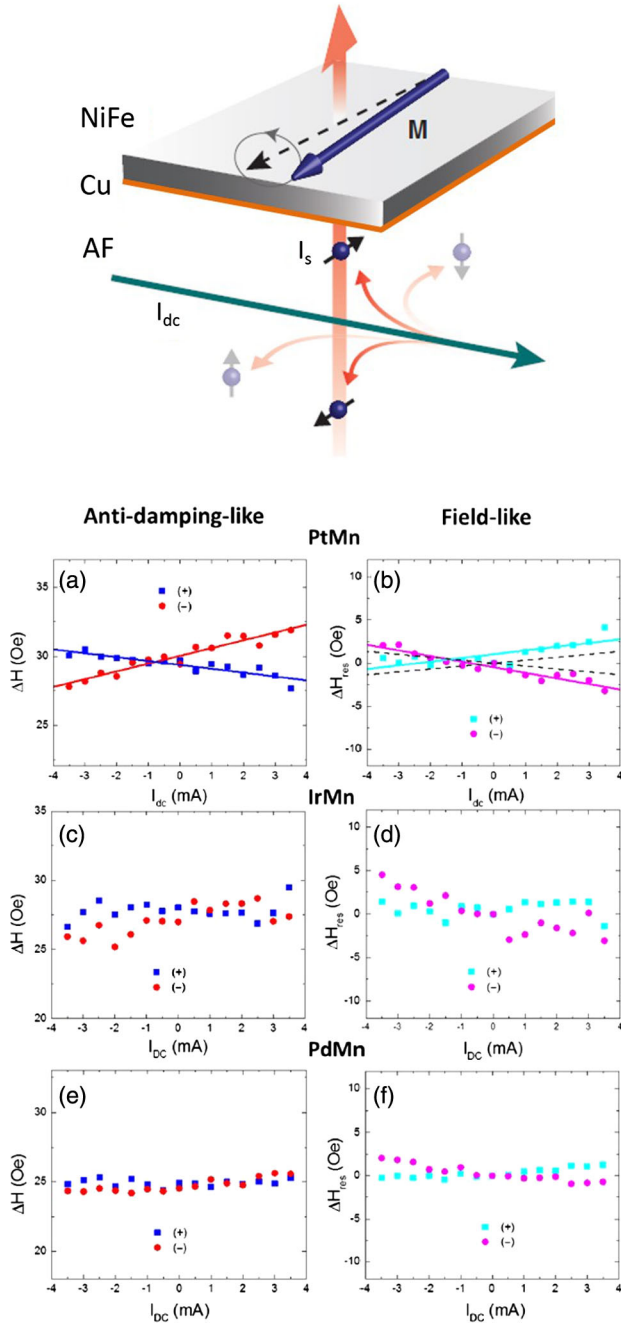 NiFe
M
Cu
AF
Is
Idc
Anti-damping-like
Field-like
PtMn
(a)
35
30
25
ΔH (Oe)
(+)
(−)
-4 -3 -2 -1 0 1 2 3 4
Idc (mA)
(b)
10
5
0
-5
-10
ΔHres (Oe)
(+)
(−)
-4 -3 -2 -1 0 1 2 3 4
Idc (mA)
IrMn
(c)
35
30
25
20
ΔH (Oe)
(+)
(−)
-4 -3 -2 -1 0 1 2 3 4
IDC (mA)
(d)
10
5
0
-5
-10
ΔHres (Oe)
(+)
(−)
-4 -3 -2 -1 0 1 2 3 4
IDC (mA)
PdMn
(e)
30
25
20
ΔH (Oe)
(+)
(−)
-4 -3 -2 -1 0 1 2 3 4
IDC (mA)
(f)
10
5
0
-5
-10
ΔHres (Oe)
(+)
(−)
-4 -3 -2 -1 0 1 2 3 4
IDC (mA)